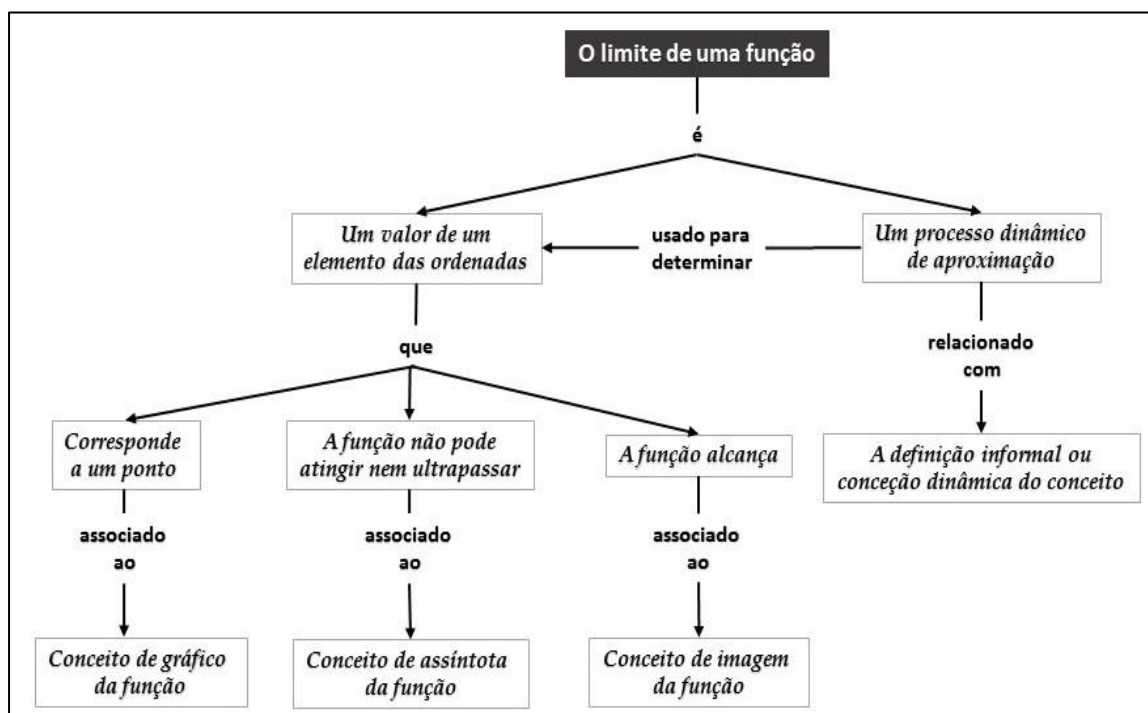 O limite de uma função
é
Um valor de um
elemento das ordenadas
usado para
determinar
Um processo dinâmico
de aproximação
que
relacionado
com
Corresponde
a um ponto
A função não pode
atingir nem ultrapassar
A função alcança
A definição informal ou
conceção dinâmica do conceito
associado
ao
associado
ao
associado
ao
Conceito de gráfico
da função
Conceito de assíntota
da função
Conceito de imagem
da função